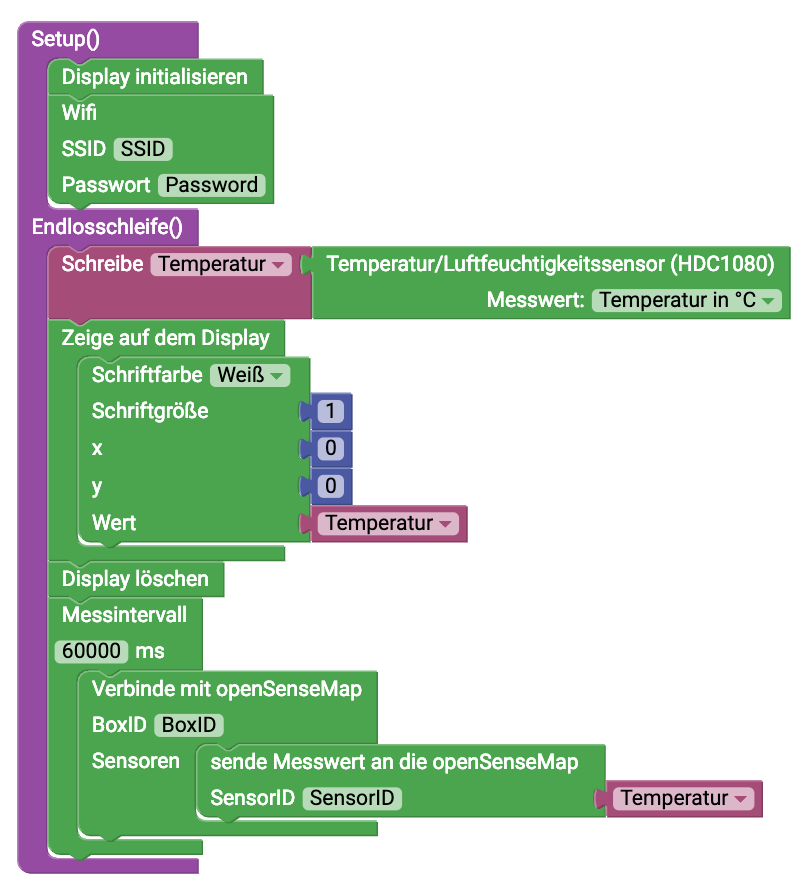 Setup()
Display initialisieren
Wifi
SSID SSID
Passwort Password
Endlosschleife()
Schreibe Temperatur Temperatur/Luftfeuchtigkeitssensor (HDC1080)
Messwert: Temperatur in °C
Zeige auf dem Display
Schriftfarbe Weiß
Schriftgröße 1
x 0
y 0
Wert Temperatur
Display löschen
Messintervall
60000 ms
Verbinde mit openSenseMap
BoxID BoxID
Sensoren sende Messwert an die openSenseMap
SensorID SensorID Temperatur